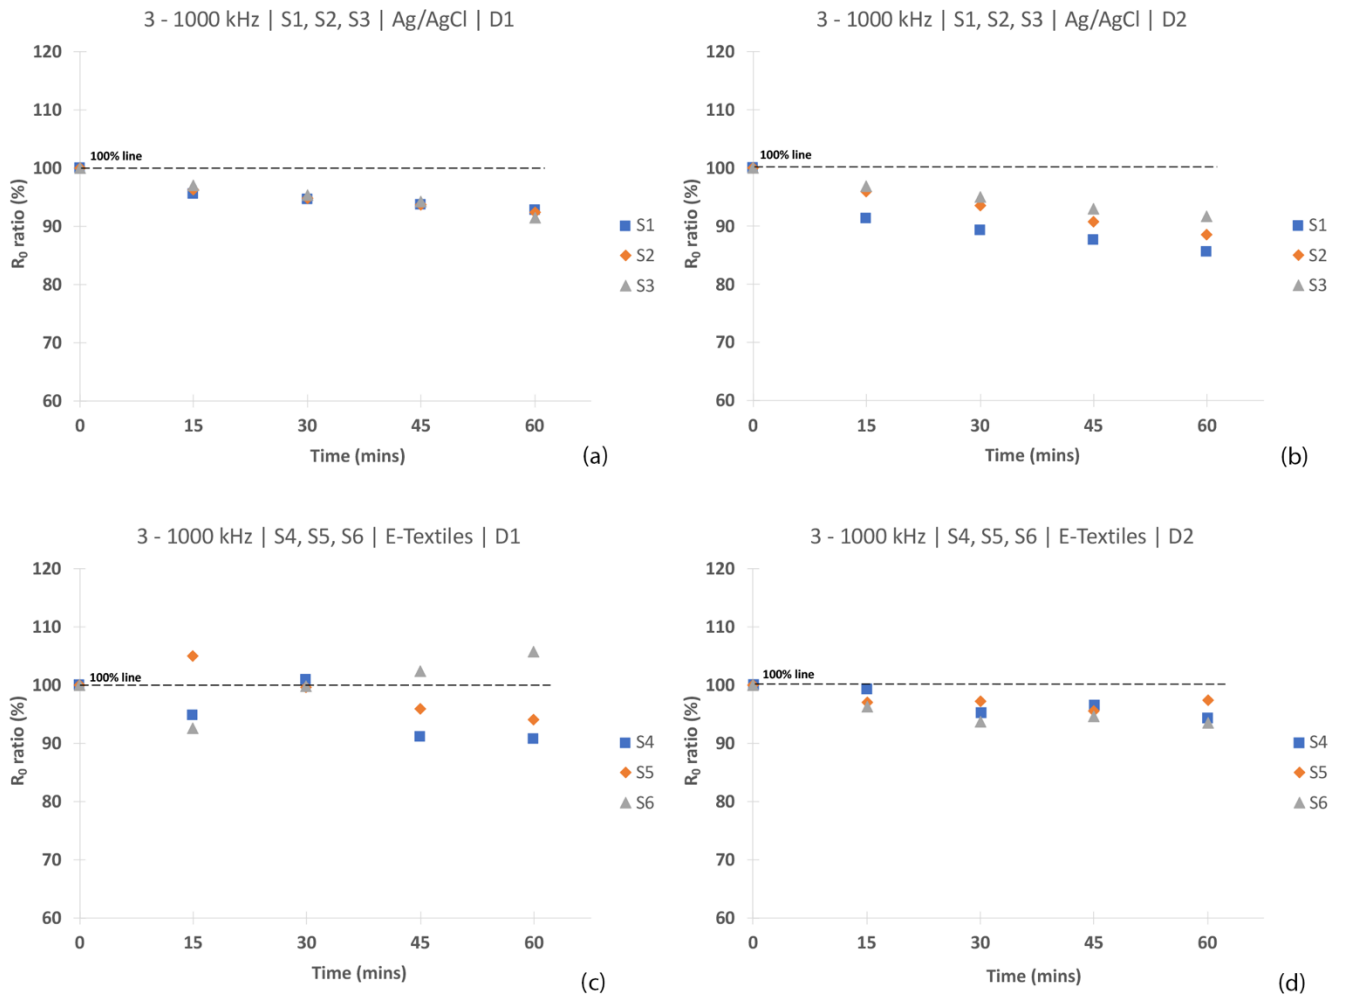 3 - 1000 kHz | S1, S2, S3 | Ag/AgCl | D1
120
110
100
90
80
70
60
R0 ratio (%)
100% line
S1
S2
S3
0 15 30 45 60
Time (mins)
(a)
3 - 1000 kHz | S1, S2, S3 | Ag/AgCl | D2
120
110
100
90
80
70
60
R0 ratio (%)
100% line
S1
S2
S3
0 15 30 45 60
Time (mins)
(b)
3 - 1000 kHz | S4, S5, S6 | E-Textiles | D1
120
110
100
90
80
70
60
R0 ratio (%)
100% line
S4
S5
S6
0 15 30 45 60
Time (mins)
(c)
3 - 1000 kHz | S4, S5, S6 | E-Textiles | D2
120
110
100
90
80
70
60
R0 ratio (%)
100% line
S4
S5
S6
0 15 30 45 60
Time (mins)
(d)